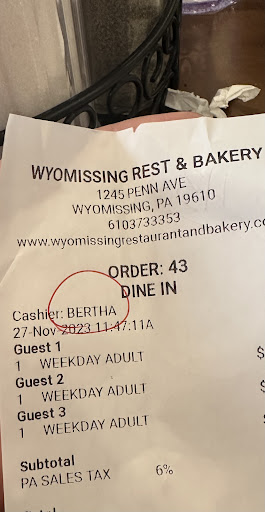 WYOMISSING REST & BAKERY
1245 PENN AVE
WYOMISSING, PA 19610
6103733353
www.wyomissingrestaurantandbakery.co
ORDER: 43
DINE IN
Cashier: BERTHA
27-Nov-2023 11:47:11A
Guest 1
1 WEEKDAY ADULT $
Guest 2
1 WEEKDAY ADULT $
Guest 3
1 WEEKDAY ADULT $
Subtotal
PA SALES TAX 6%